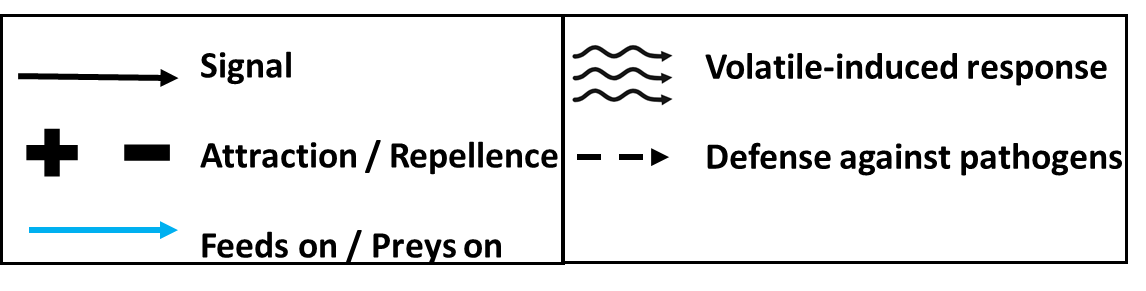 Signal
Attraction / Repellence
Feeds on / Preys on
Volatile-induced response
Defense against pathogens